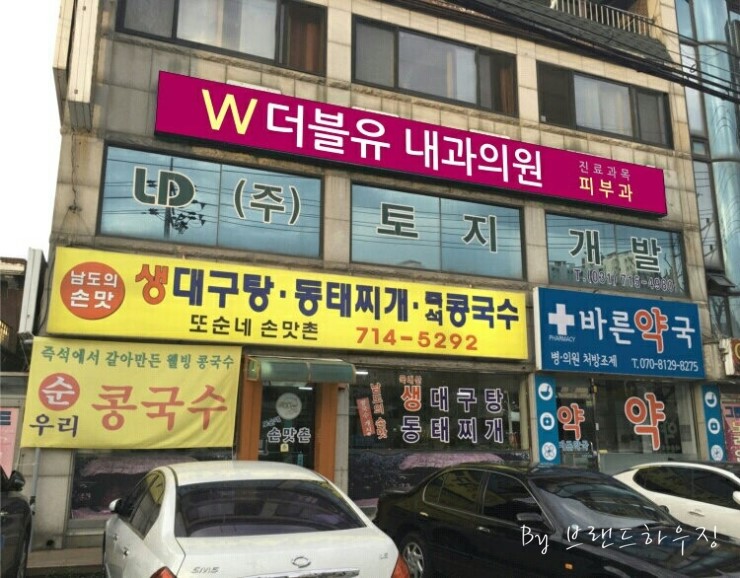 W더블유 내과의원 진료과목
피부과
LD (주) 토지개발
T.(031)715-4960
남도의
손맛
생대구탕·동태찌개·콩국수
또순네 손맛촌 714-5292
바른약국
PHARMACY
병·의원 처방조제 T.070-8129-8275
즉석에서 갈아만든 웰빙 콩국수
순
우리 콩국수
손맛촌
생대구탕
동태찌개
약 약
By 브랜드하우징